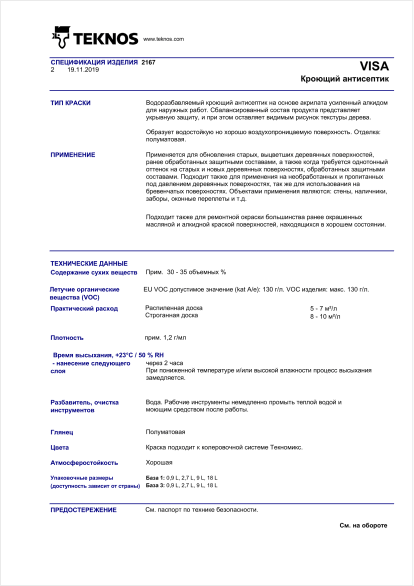 TEKNOS www.teknos.com
СПЕЦИФИКАЦИЯ ИЗДЕЛИЯ 2167
2 19.11.2019
VISA
Кроющий антисептик
ТИП КРАСКИ
Водоразбавляемый кроющий антисептик на основе акрилата усиленный алкидом
для наружных работ. Сбалансированный состав продукта представляет
укрывную защиту, и при этом оставляет видимым рисунок текстуры дерева.
Образует водостойкую но хорошо воздухопроницаемую поверхность. Отделка:
полуматовая.
ПРИМЕНЕНИЕ
Применяется для обновления старых, выцветших деревянных поверхностей,
ранее обработанных защитными составами, а также когда требуется однотонный
оттенок на старых и новых деревянных поверхностях, обработанных защитными
составами. Подходит также для применения на необработанных и пропитанных
под давлением деревянных поверхностях, так же для использования на
бревенчатых поверхностях. Объектами применения являются: стены, наличники,
заборы, оконные переплеты и т.д.
Подходит также для ремонтной окраски большинства ранее окрашенных
масляной и алкидной краской поверхностей, находящихся в хорошем состоянии.
ТЕХНИЧЕСКИЕ ДАННЫЕ
Содержание сухих веществ Прим. 30 - 35 объемных %
Летучие органические EU VOC допустимое значение (kat A/e): 130 г/л. VOC изделия: макс. 130 г/л.
вещества (VOC)
Практический расход Распиленная доска 5 - 7 м²/л
Строганная доска 8 - 10 м²/л
Плотность прим. 1,2 г/мл
Время высыхания, +23°C / 50 % RH
- нанесение следующего через 2 часа
слоя При пониженной температуре и/или высокой влажности процесс высыхания
замедляется.
Разбавитель, очистка Вода. Рабочие инструменты немедленно промыть теплой водой и
инструментов моющим средством после работы.
Глянец Полуматовая
Цвета Краска подходит к колеровочной системе Текномикс.
Атмосферостойкость Хорошая
Упаковочные размеры База 1: 0,9 L, 2,7 L, 9 L, 18 L
(доступность зависит от страны) База 3: 0,9 L, 2,7 L, 9 L, 18 L
ПРЕДОСТЕРЕЖЕНИЕ См. паспорт по технике безопасности.
См. на обороте